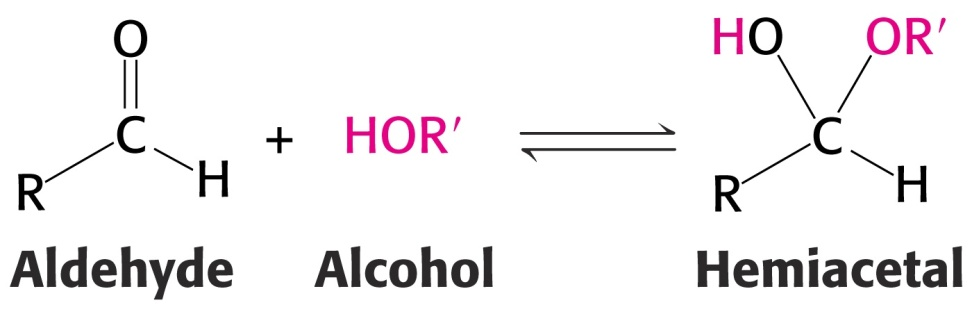 O HO OR′
C + HOR′ C
R H R H
Aldehyde Alcohol Hemiacetal